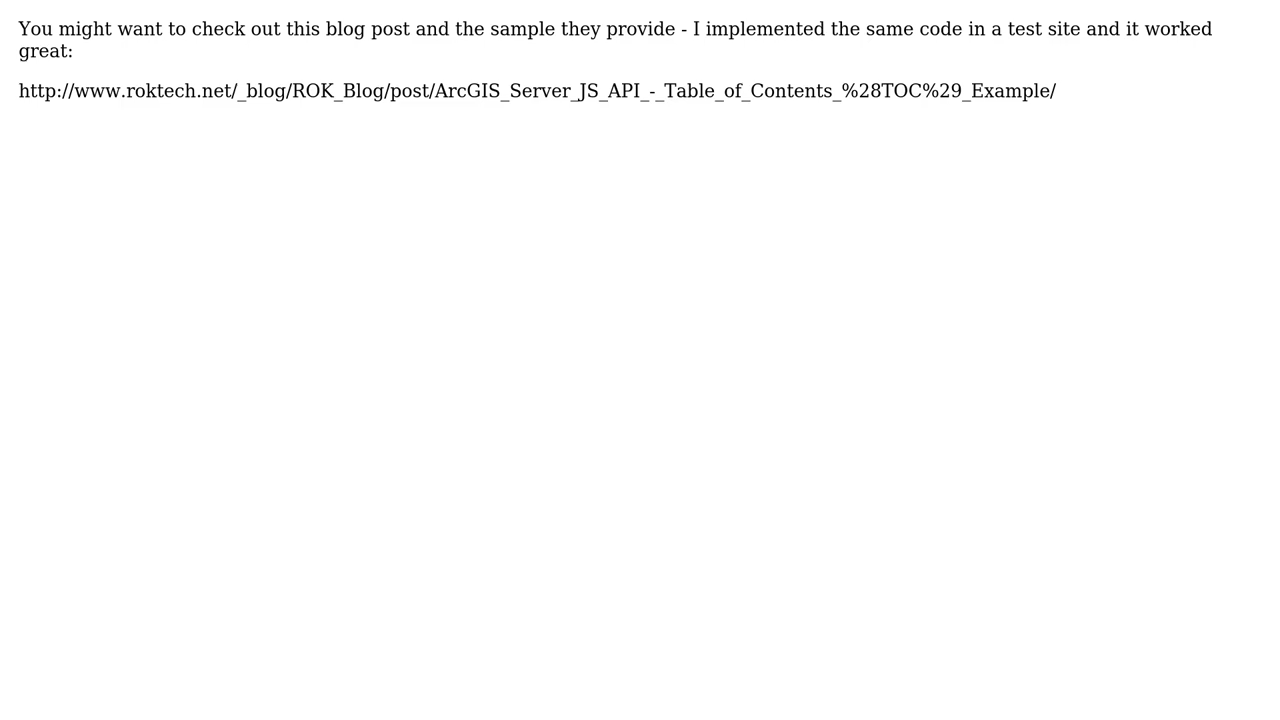 You might want to check out this blog post and the sample they provide - I implemented the same code in a test site and it worked
great:
http://www.roktech.net/_blog/ROK_Blog/post/ArcGIS_Server_JS_API_-_Table_of_Contents_%28TOC%29_Example/